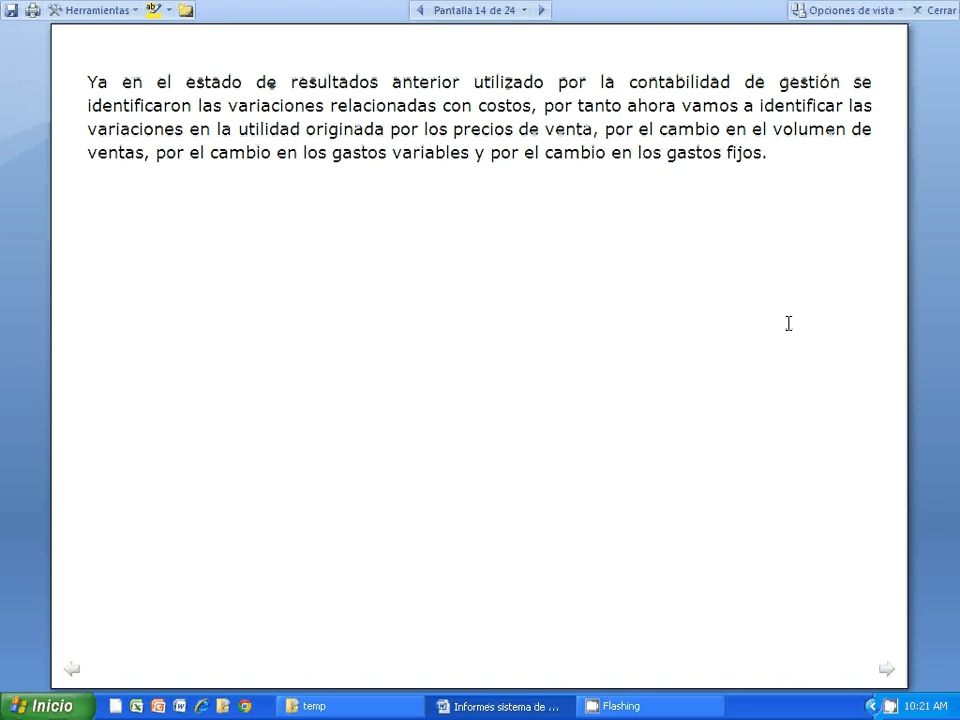 Herramientas
Pantalla 14 de 24
Opciones de vista
Cerrar
Ya en el estado de resultados anterior utilizado por la contabilidad de gestión se
identificaron las variaciones relacionadas con costos, por tanto ahora vamos a identificar las
variaciones en la utilidad originada por los precios de venta, por el cambio en el volumen de
ventas, por el cambio en los gastos variables y por el cambio en los gastos fijos.
Inicio
temp
Informes sistema de ...
Flashing
10:21 AM